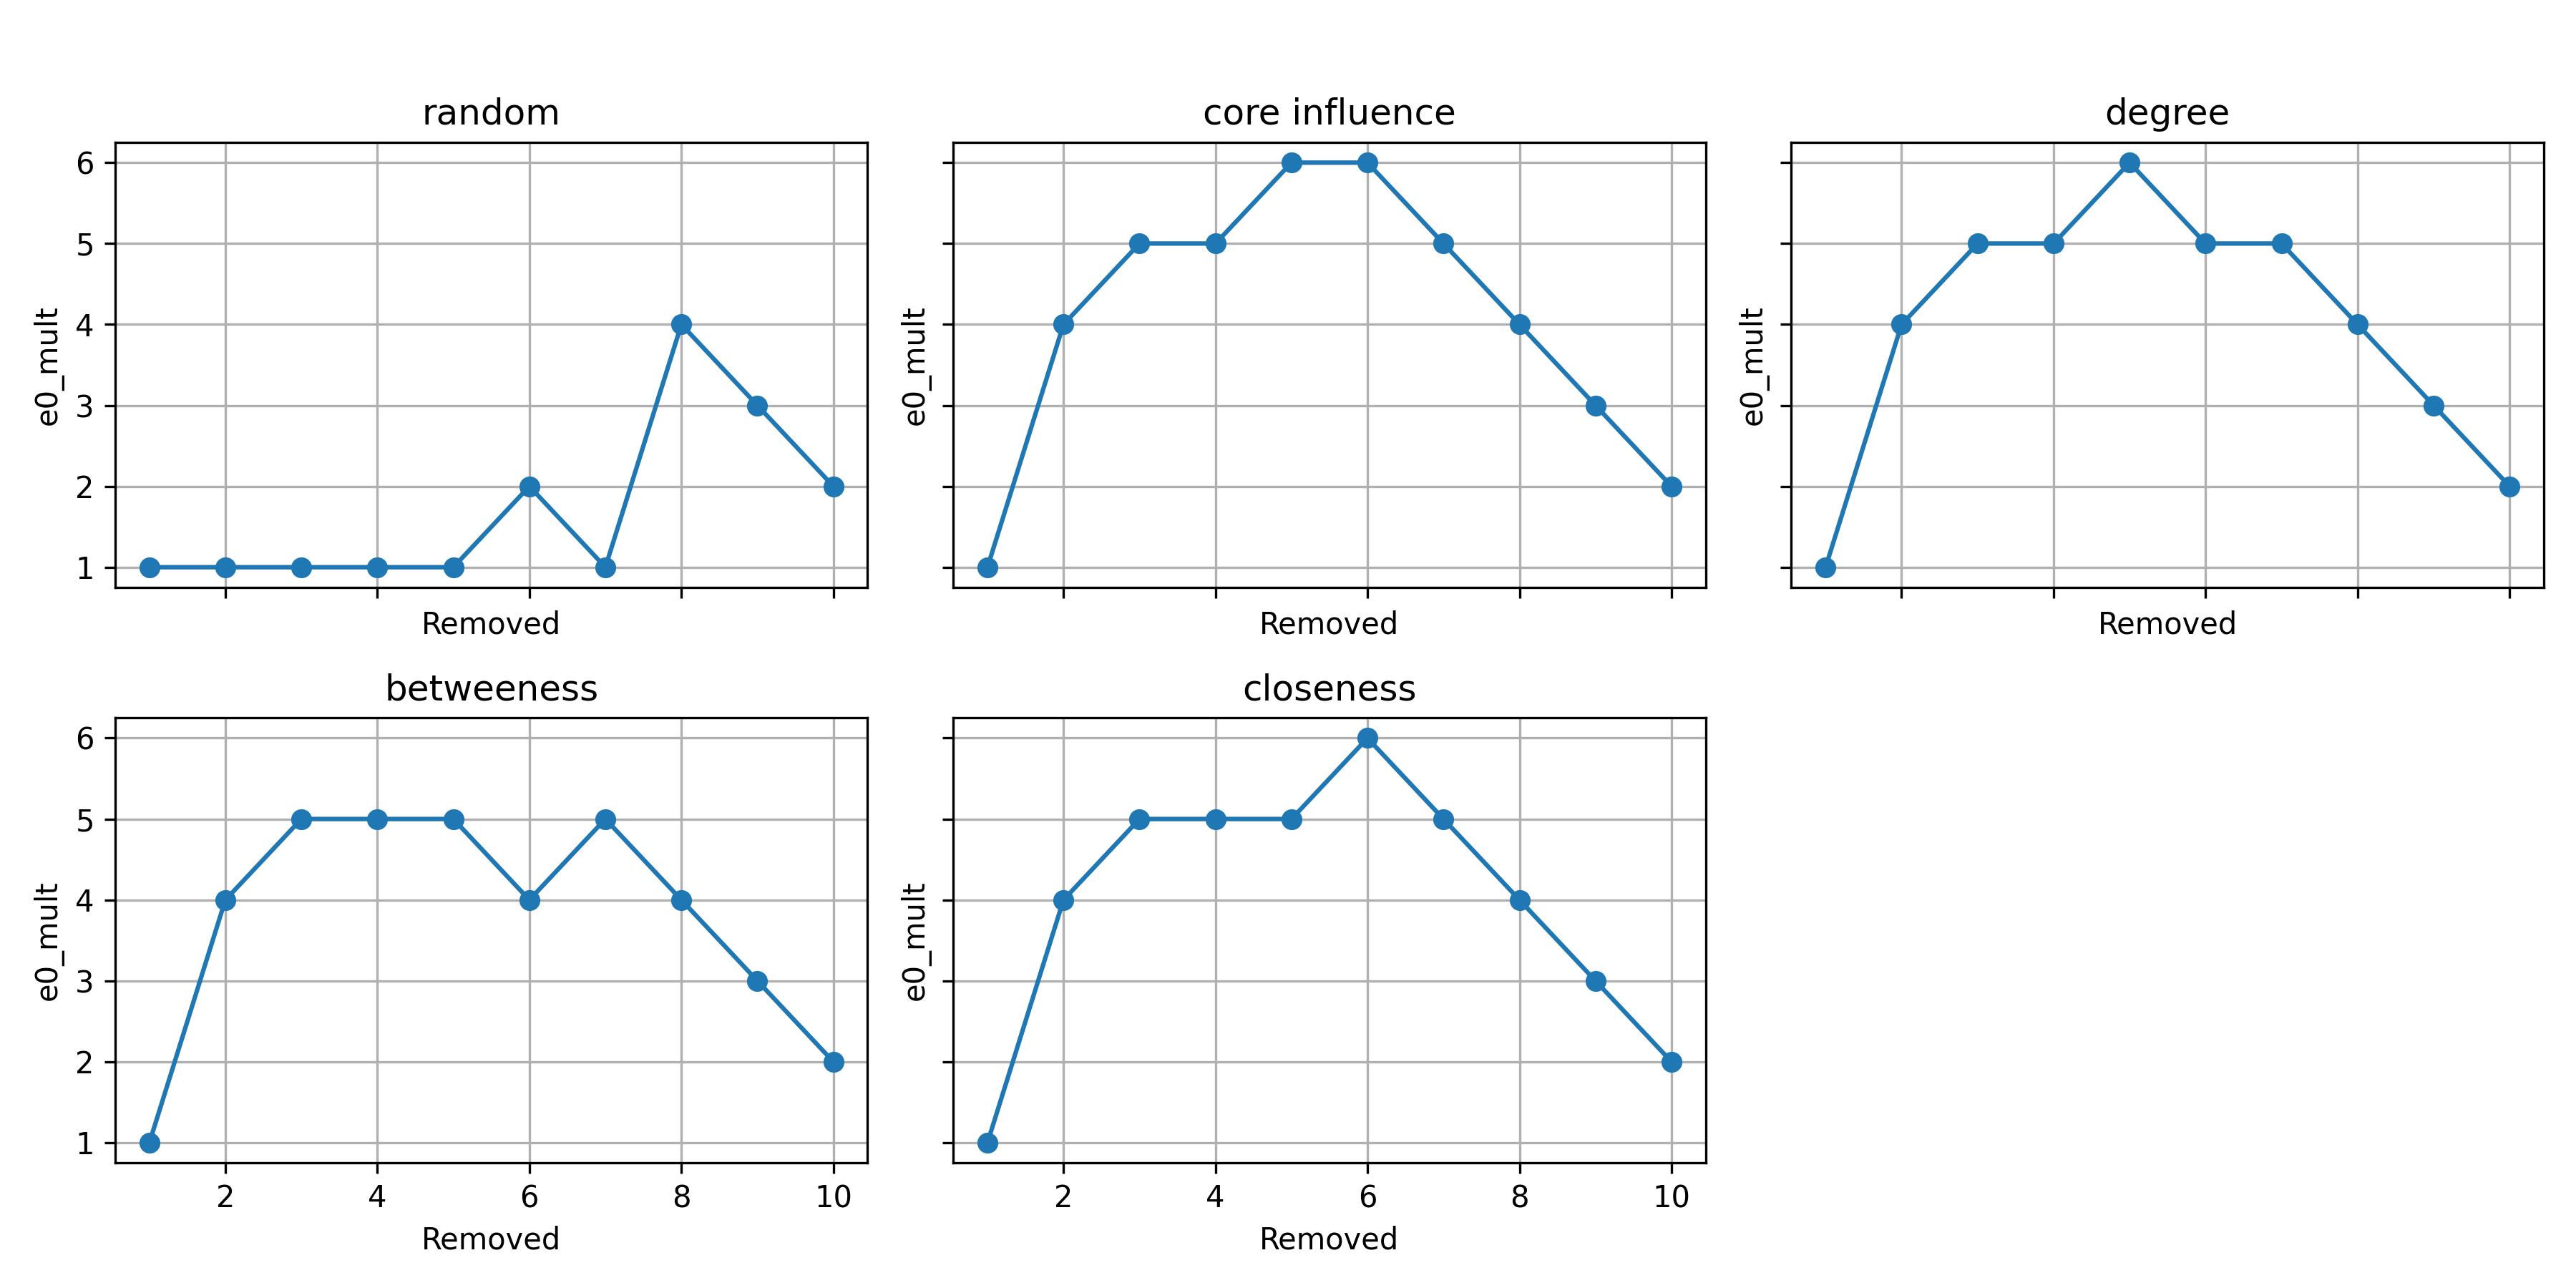 random
core influence
degree
6
5
4
3
2
1
e0_mult
e0_mult
e0_mult
Removed
Removed
Removed
betweeness
closeness
6
5
4
3
2
1
e0_mult
e0_mult
2 4 6 8 10
2 4 6 8 10
Removed
Removed